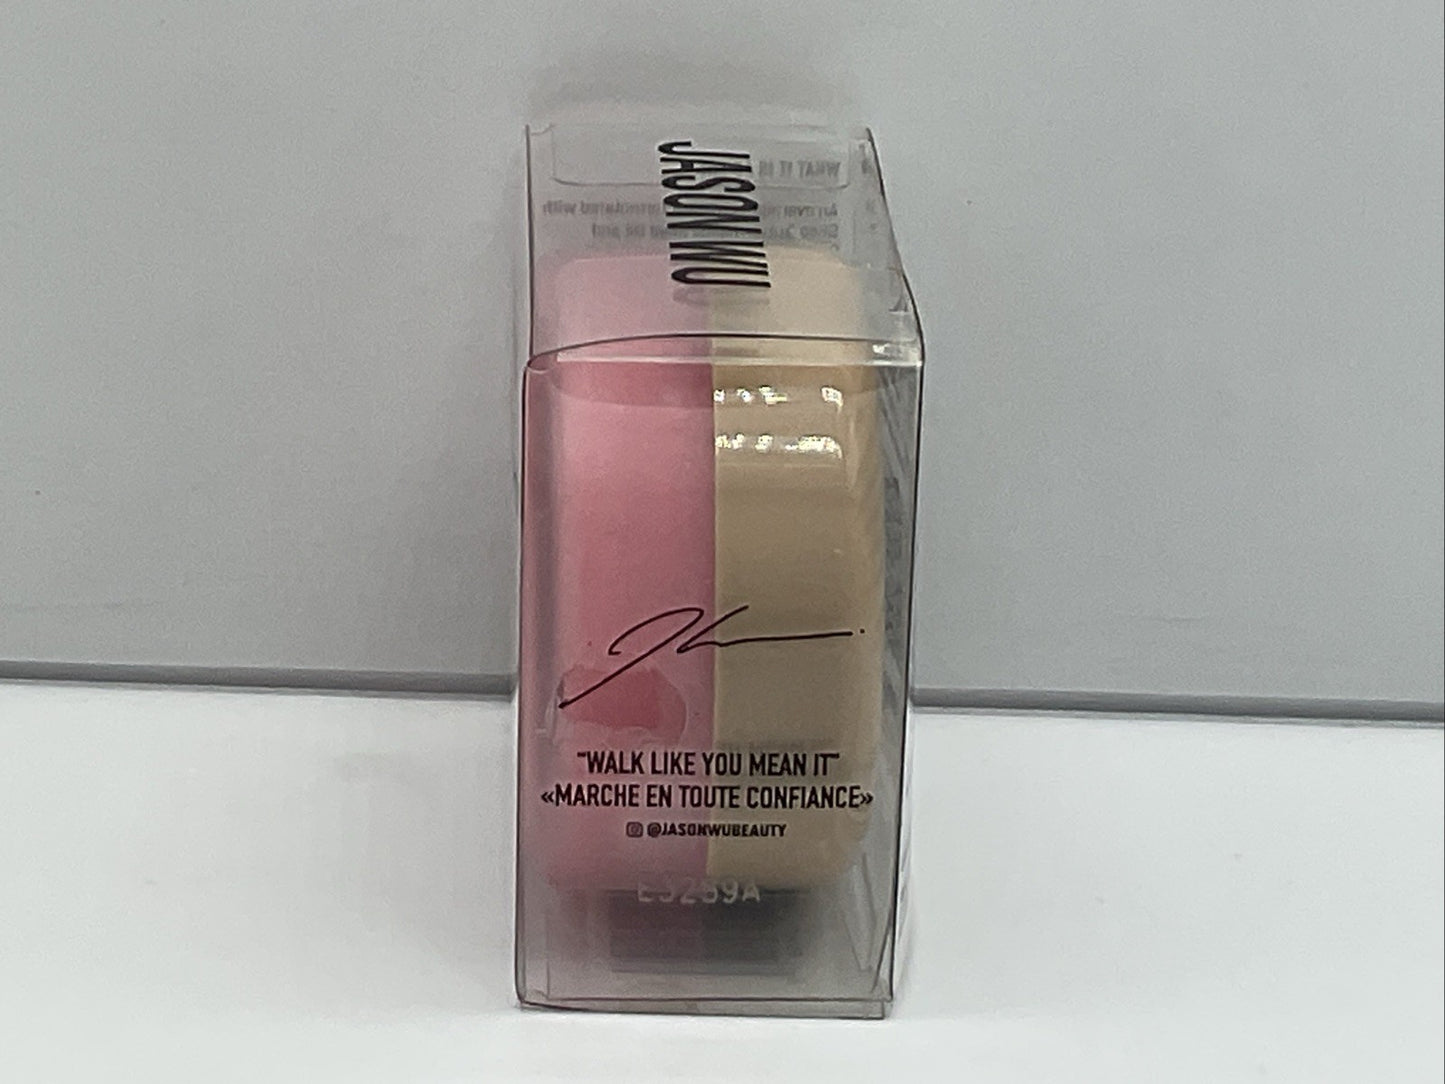 JASON WU
WHAT IT IS
"WALK LIKE YOU MEAN IT"
«MARCHE EN TOUTE CONFIANCE»
@JASONWUBEAUTY